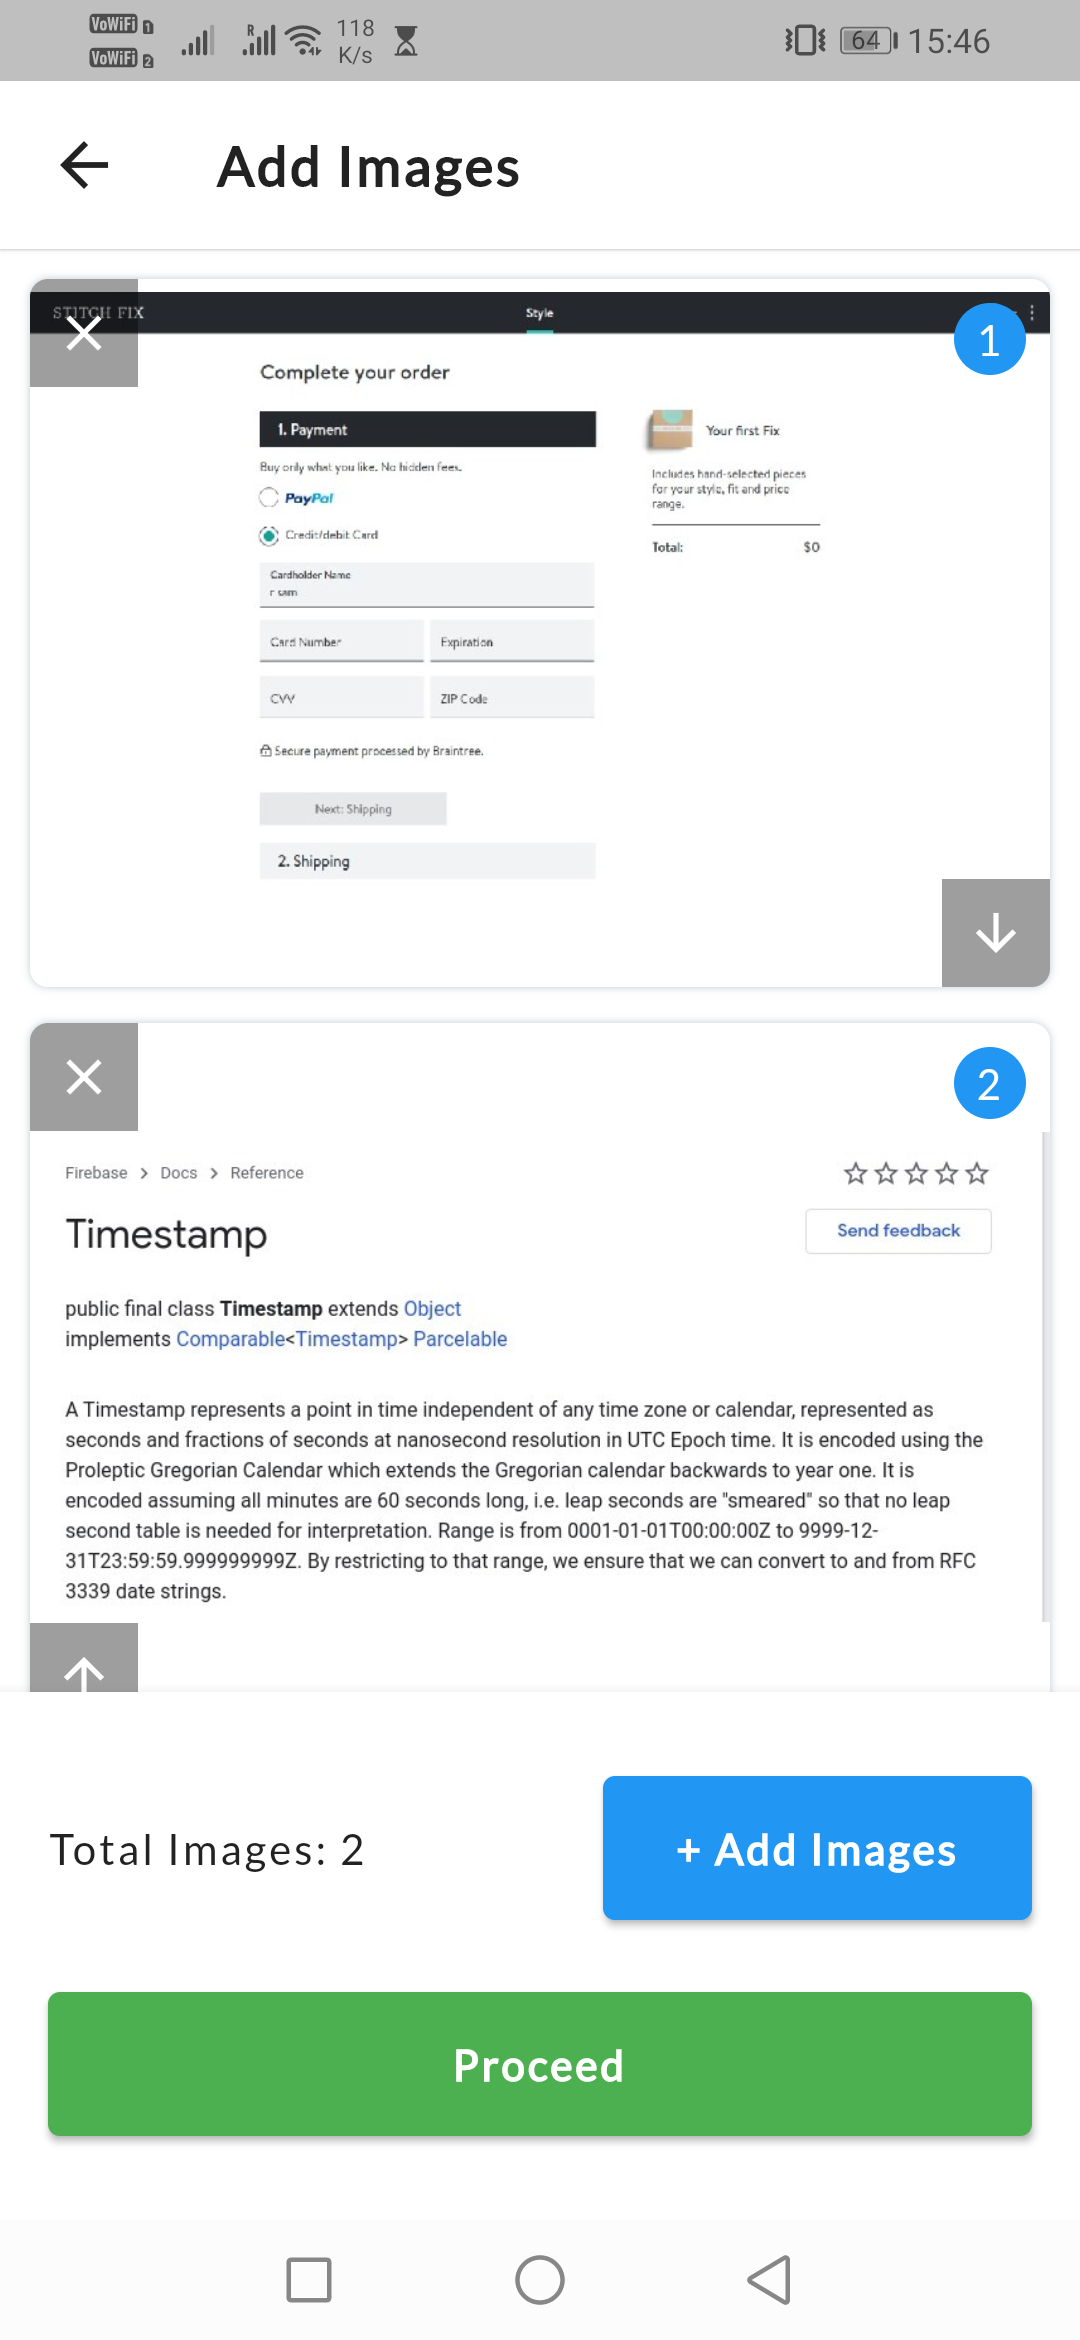 VoWiFi 1
VoWiFi 2
R
118
K/s
64
15:46
Add Images
STITCH FIX
Style
1
Complete your order
1. Payment
Your first Fix
Buy only what you like. No hidden fees.
PayPal
Includes hand-selected pieces
for your style, fit and price
range.
Credit/debit Card
Total: $0
Cardholder Name
r sam
Card Number
Expiration
CVV
ZIP Code
Secure payment processed by Braintree.
Next: Shipping
2. Shipping
2
Firebase > Docs > Reference
Timestamp
Send feedback
public final class Timestamp extends Object
implements Comparable<Timestamp> Parcelable
A Timestamp represents a point in time independent of any time zone or calendar, represented as
seconds and fractions of seconds at nanosecond resolution in UTC Epoch time. It is encoded using the
Proleptic Gregorian Calendar which extends the Gregorian calendar backwards to year one. It is
encoded assuming all minutes are 60 seconds long, i.e. leap seconds are "smeared" so that no leap
second table is needed for interpretation. Range is from 0001-01-01T00:00:00Z to 9999-12-
31T23:59:59.999999999Z. By restricting to that range, we ensure that we can convert to and from RFC
3339 date strings.
Total Images: 2
+ Add Images
Proceed